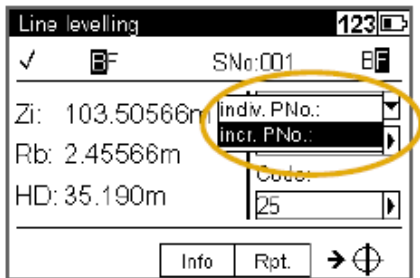 Line levelling 123
BF SNo:001 BF
Zi: 103.50566m indiv. PNo.:
incr. PNo.:
Rb: 2.45566m Code:
HD: 35.190m 25
Info Rpt.